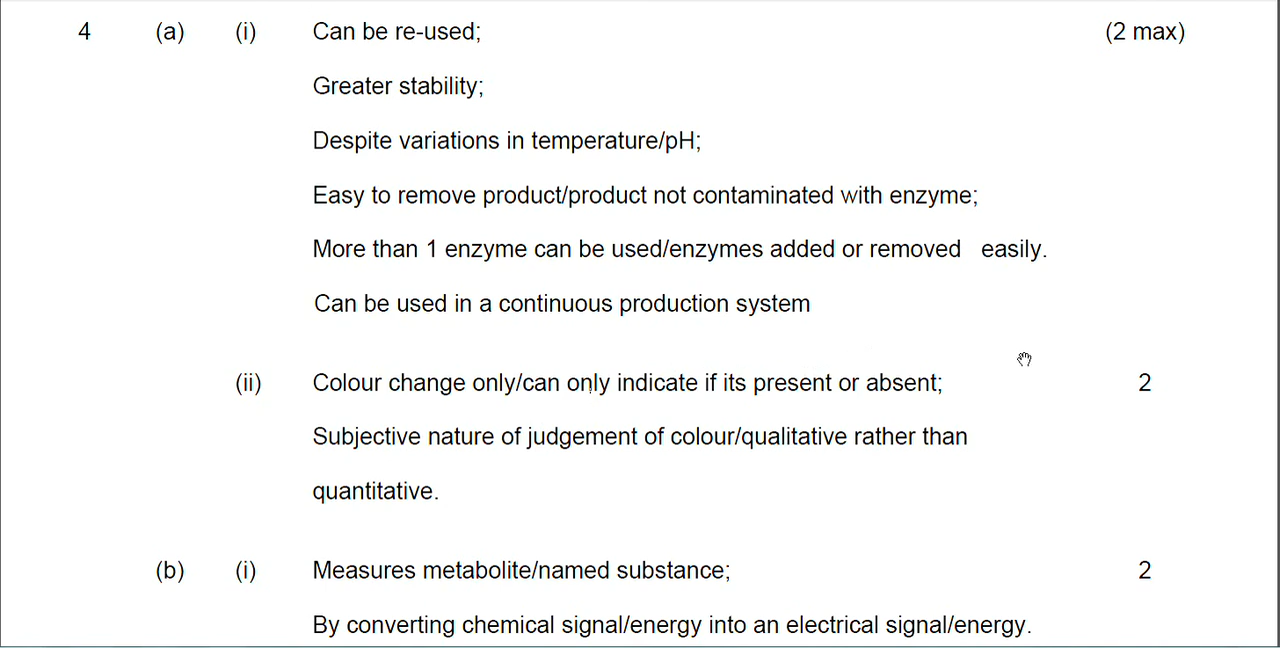 4 (a) (i) Can be re-used; (2 max)
Greater stability;
Despite variations in temperature/pH;
Easy to remove product/product not contaminated with enzyme;
More than 1 enzyme can be used/enzymes added or removed easily.
Can be used in a continuous production system
(ii) Colour change only/can only indicate if its present or absent; 2
Subjective nature of judgement of colour/qualitative rather than
quantitative.
(b) (i) Measures metabolite/named substance; 2
By converting chemical signal/energy into an electrical signal/energy.